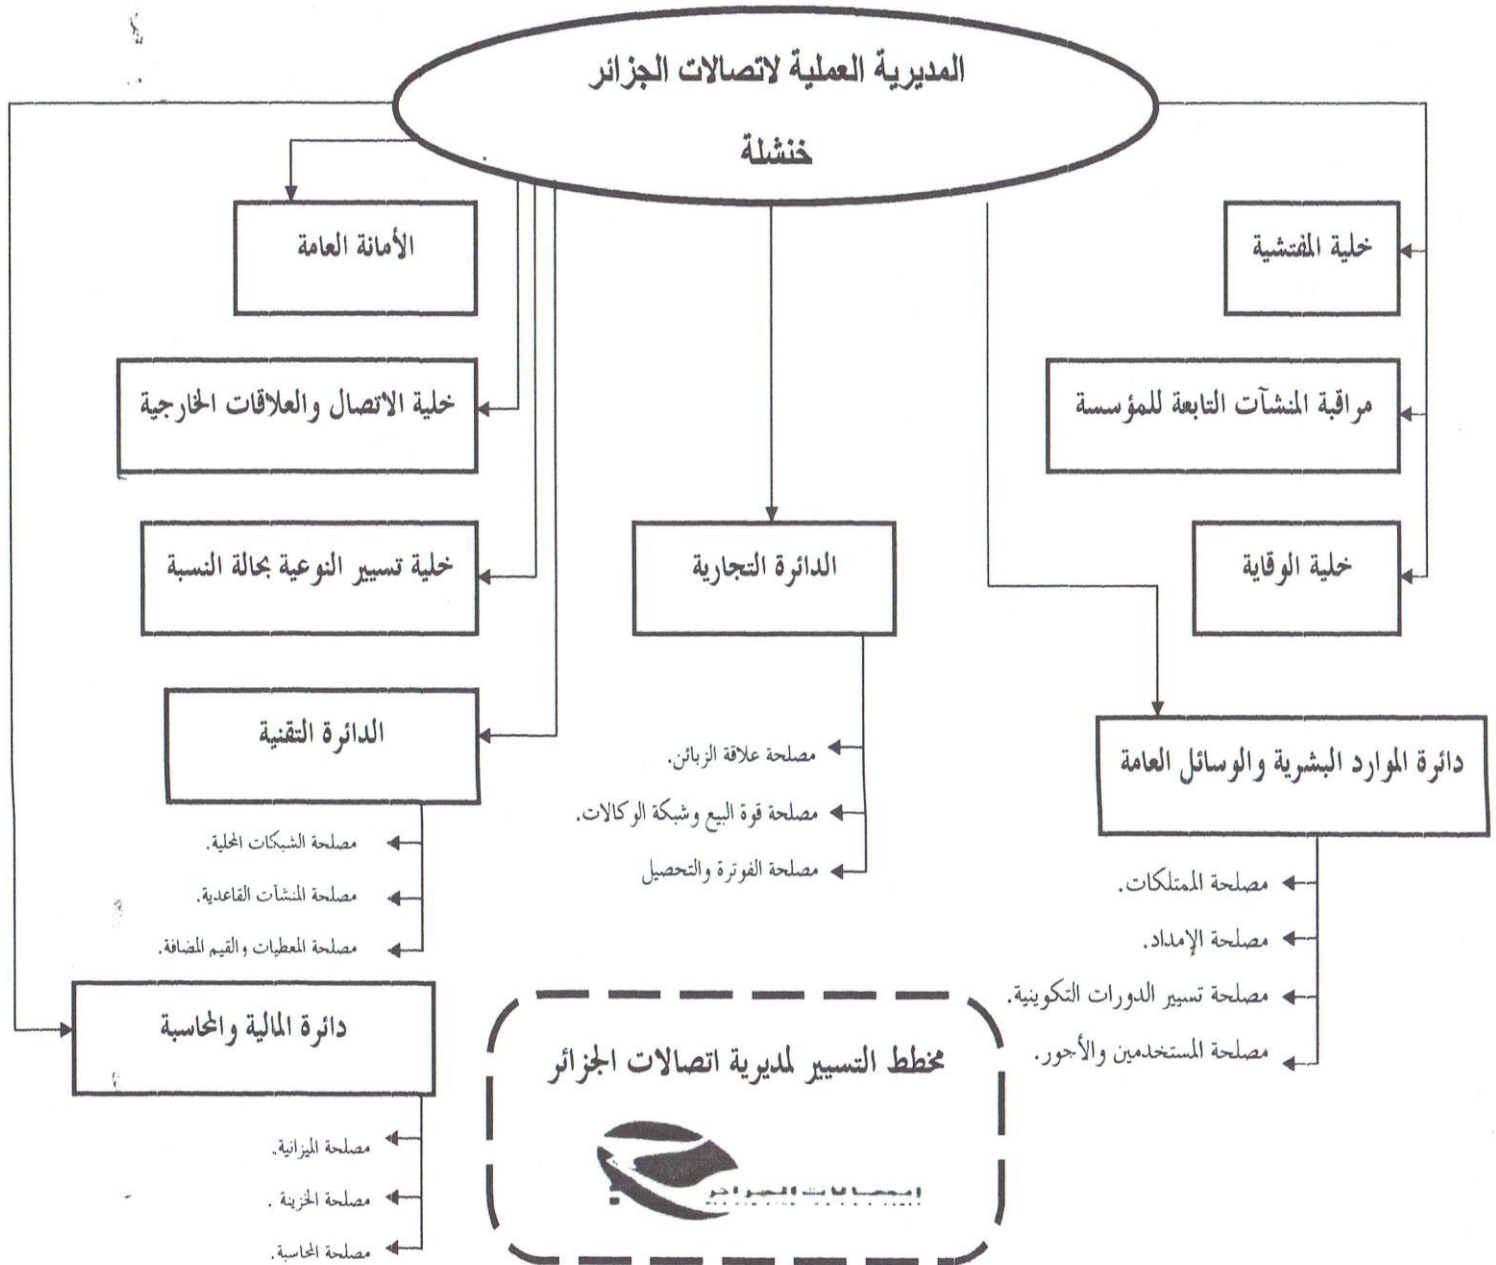 المديرية العملية لاتصالات الجزائر
خنشلة
خلية المفتشية
مراقبة المنشآت التابعة للمؤسسة
خلية الوقاية
دائرة الموارد البشرية والوسائل العامة
مصلحة الممتلكات.
مصلحة الإمداد.
مصلحة تسيير الدورات التكوينية.
مصلحة المستخدمين والأجور.
الدائرة التجارية
مصلحة علاقة الزبائن.
مصلحة قوة البيع وشبكة الوكالات.
مصلحة الفوترة والتحصيل
الأمانة العامة
خلية الاتصال والعلاقات الخارجية
خلية تسيير النوعية بحالة النسبة
الدائرة التقنية
مصلحة الشبكات المحلية.
مصلحة المنشآت القاعدية.
مصلحة المعطيات والقيم المضافة.
دائرة المالية والمحاسبة
مصلحة الميزانية.
مصلحة الخزينة .
مصلحة المحاسبة.
مخطط التسيير لمديرية اتصالات الجزائر
إتصالات الجزائر